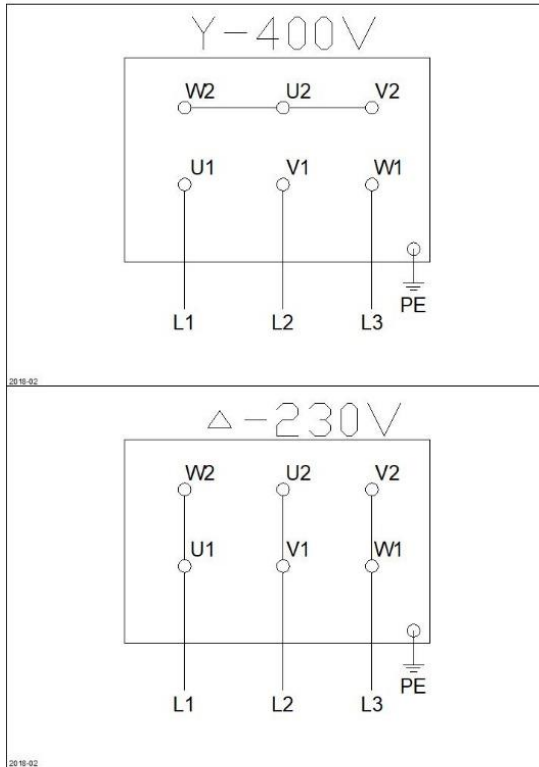 Y-400V
W2 U2 V2
U1 V1 W1
L1 L2 L3 PE
2018-02
△-230V
W2 U2 V2
U1 V1 W1
L1 L2 L3 PE
2018-02